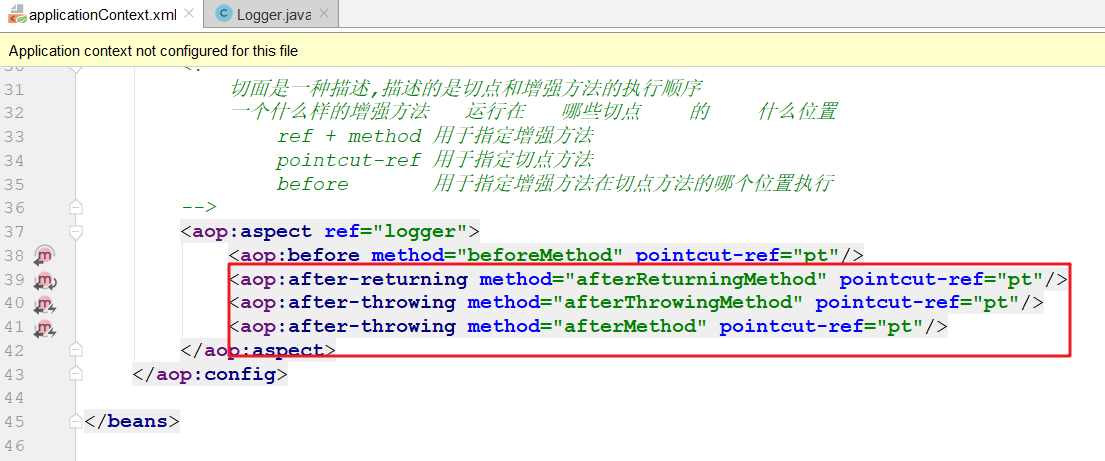 applicationContext.xml
Logger.java
Application context not configured for this file
31 切面是一种描述,描述的是切点和增强方法的执行顺序
32 一个什么样的增强方法 运行在 哪些切点 的 什么位置
33 ref + method 用于指定增强方法
34 pointcut-ref 用于指定切点方法
35 before 用于指定增强方法在切点方法的哪个位置执行
36 -->
37 <aop:aspect ref="logger">
38 <aop:before method="beforeMethod" pointcut-ref="pt"/>
39 <aop:after-returning method="afterReturningMethod" pointcut-ref="pt"/>
40 <aop:after-throwing method="afterThrowingMethod" pointcut-ref="pt"/>
41 <aop:after-throwing method="afterMethod" pointcut-ref="pt"/>
42 </aop:aspect>
43 </aop:config>
44
45 </beans>
46